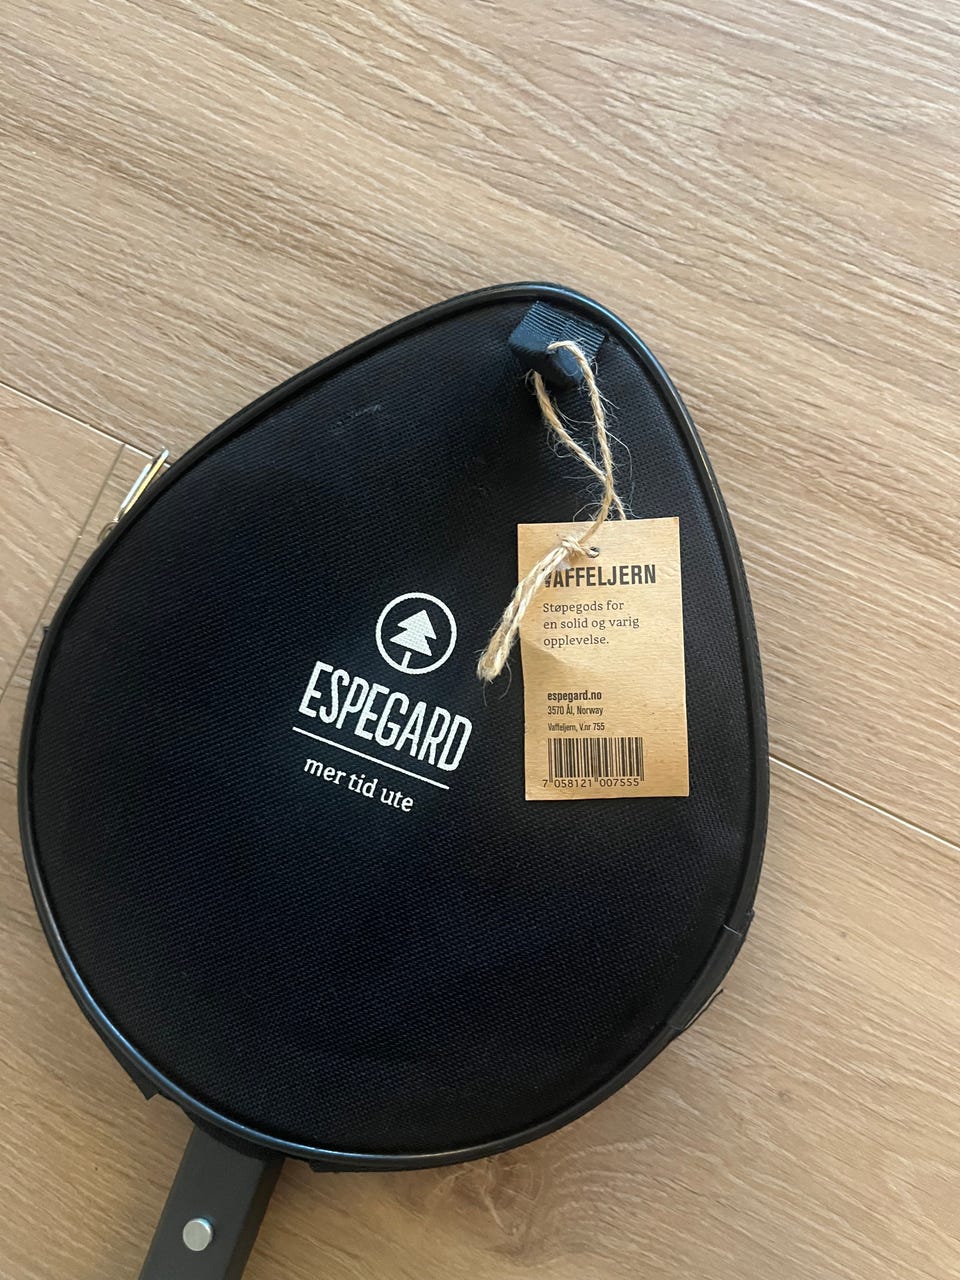 ESPEGARD
mer tid ute
VAFFELJERN
Støpegods for
en solid og varig
opplevelse.
espegard.no
3570 Ål, Norway
Vaffeljern, V.nr 755
7 058121 007555